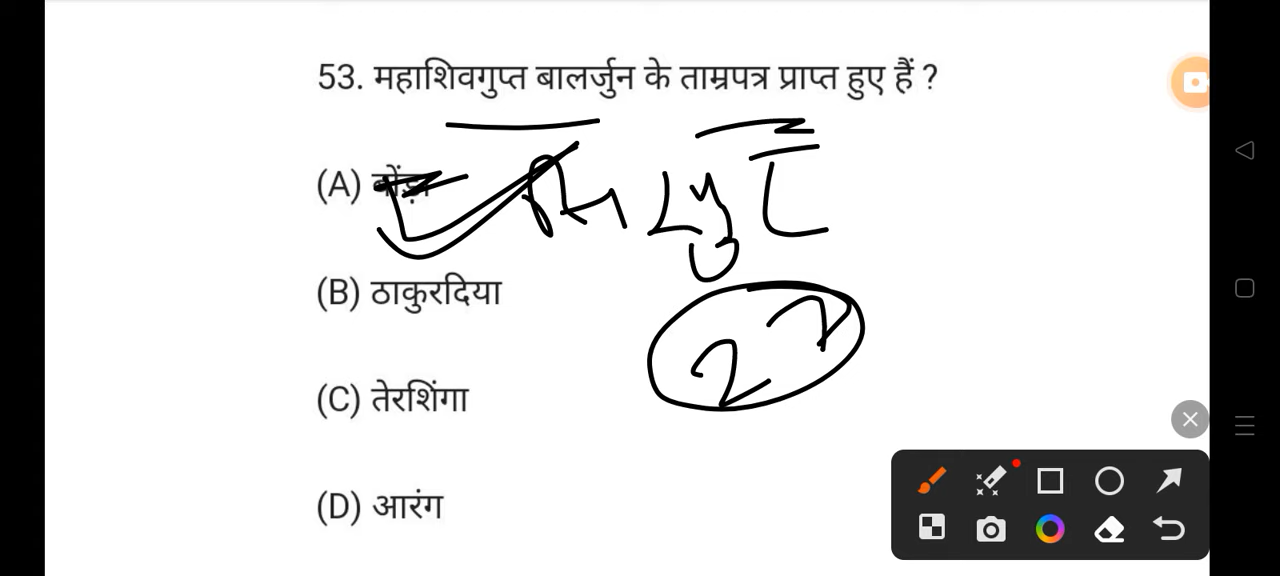 53. महाशिवगुप्त बालर्जुन के ताम्रपत्र प्राप्त हुए हैं ?
(A) बोंड़ा
(B) ठाकुरदिया
(C) तेरशिंगा
(D) आरंग